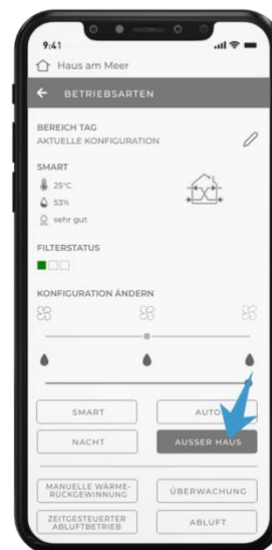 9:41
Haus am Meer
BETRIEBSARTEN
BEREICH TAG
AKTUELLE KONFIGURATION
SMART
25°C
53%
sehr gut
FILTERSTATUS
KONFIGURATION ÄNDERN
SMART
AUTO
NACHT
AUSSER HAUS
MANUELLE WÄRME-
RÜCKGEWINNUNG
ÜBERWACHUNG
ZEITGESTEUERTER
ABLUFTBETRIEB
ABLUFT